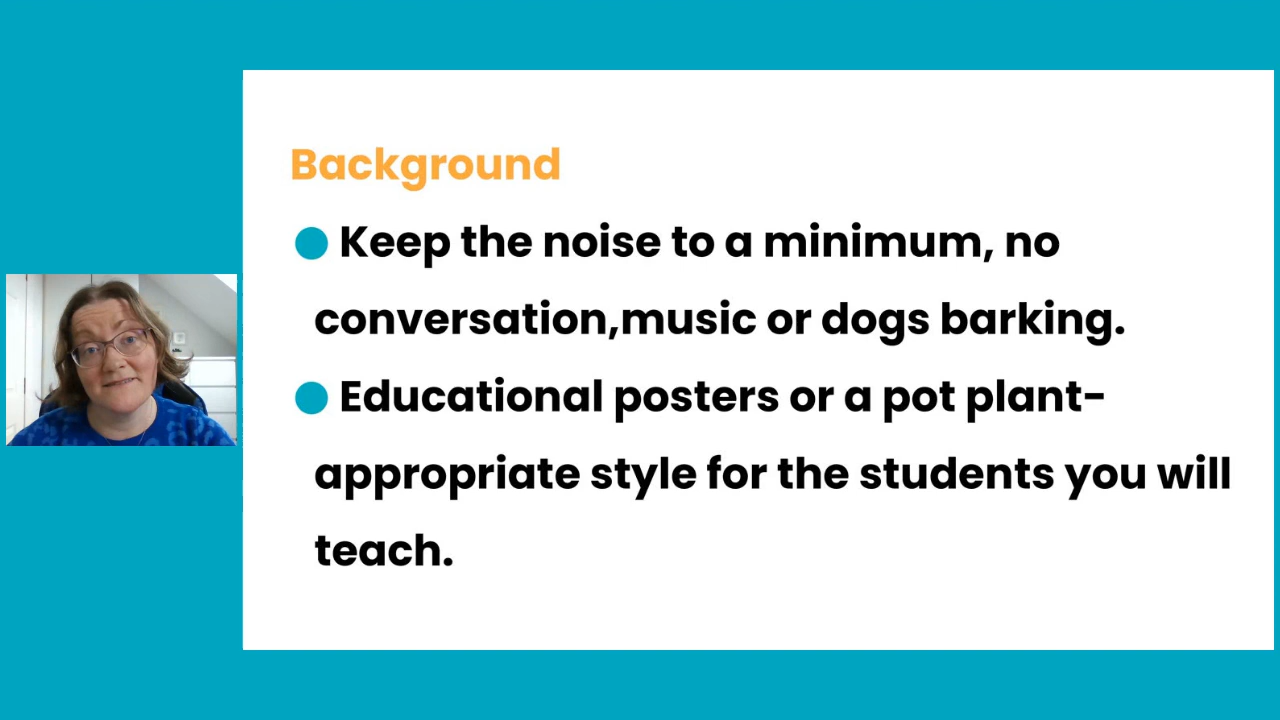 Background
● Keep the noise to a minimum, no
conversation,music or dogs barking.
● Educational posters or a pot plant-
appropriate style for the students you will
teach.